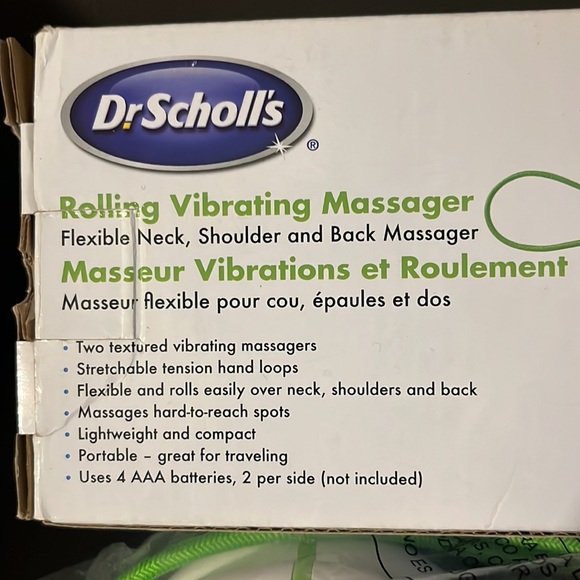 Dr. Scholl's ®
Rolling Vibrating Massager
Flexible Neck, Shoulder and Back Massager
Masseur Vibrations et Roulement
Masseur flexible pour cou, épaules et dos
• Two textured vibrating massagers
• Stretchable tension hand loops
• Flexible and rolls easily over neck, shoulders and back
• Massages hard-to-reach spots
• Lightweight and compact
• Portable – great for traveling
• Uses 4 AAA batteries, 2 per side (not included)